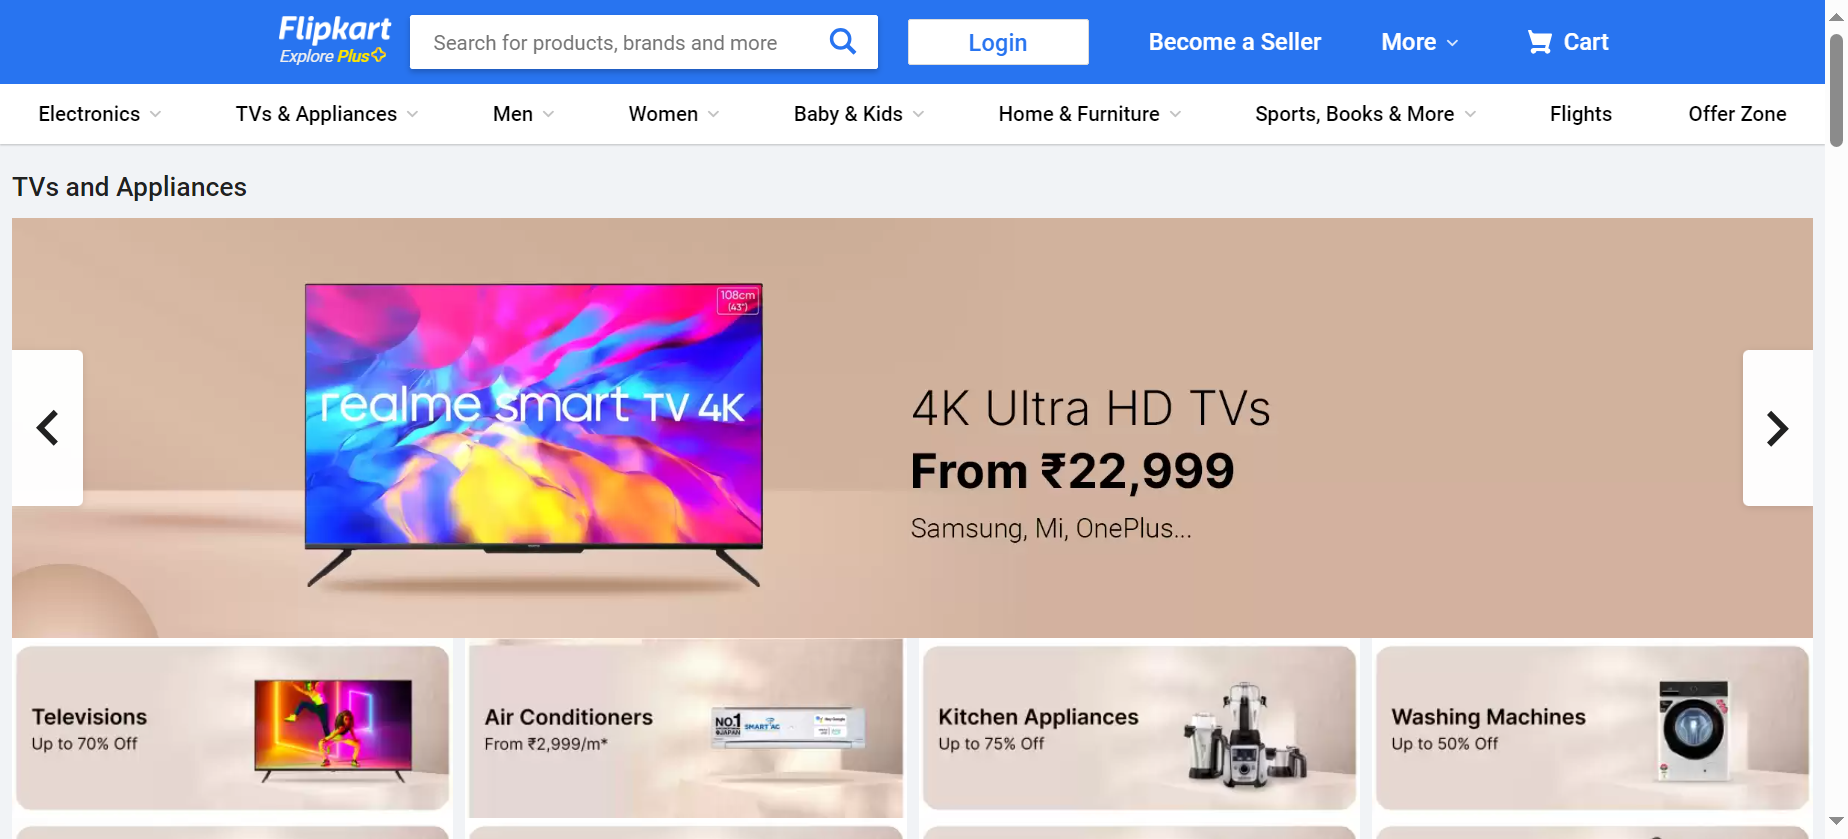 Flipkart
Explore Plus
Search for products, brands and more
Login
Become a Seller
More
Cart
Electronics
TVs & Appliances
Men
Women
Baby & Kids
Home & Furniture
Sports, Books & More
Flights
Offer Zone
TVs and Appliances
108cm
(43")
realme smart TV 4K
4K Ultra HD TVs
From ₹22,999
Samsung, Mi, OnePlus...
Televisions
Up to 70% Off
Air Conditioners
From ₹2,999/m*
NO.1
JAPAN
SMART AC
Hey Google
Kitchen Appliances
Up to 75% Off
Washing Machines
Up to 50% Off